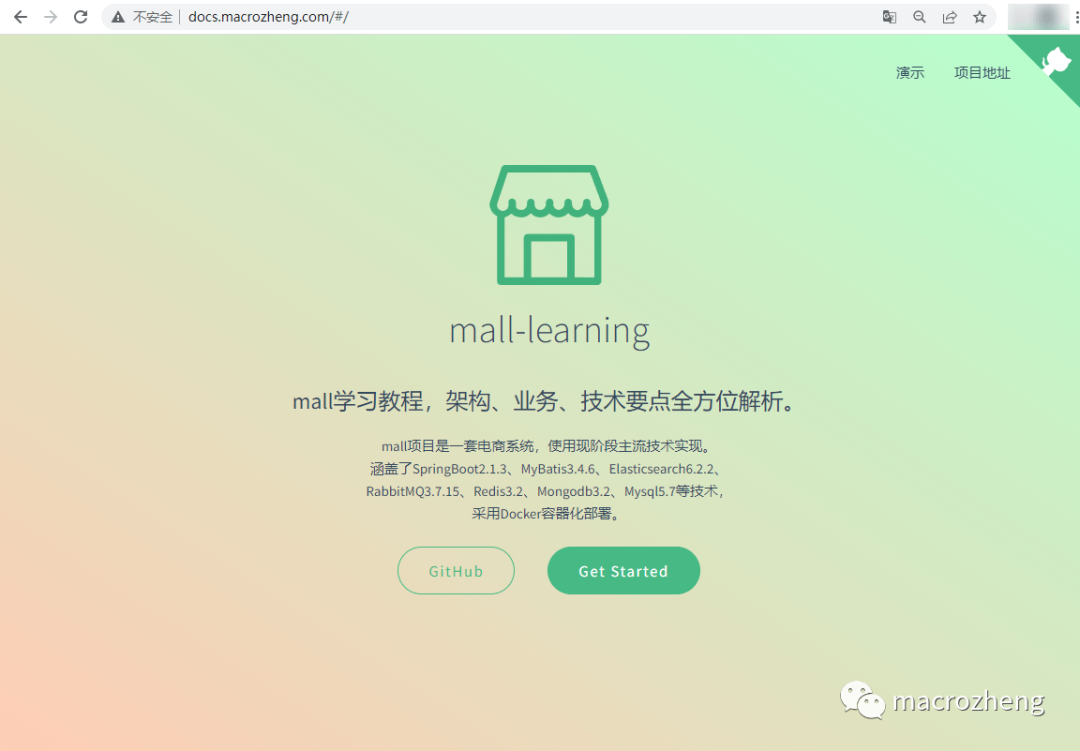 不安全 docs.macrozheng.com/#/
演示 项目地址
mall-learning
mall学习教程，架构、业务、技术要点全方位解析。
mall项目是一套电商系统，使用现阶段主流技术实现。
涵盖了SpringBoot2.1.3、MyBatis3.4.6、Elasticsearch6.2.2、
RabbitMQ3.7.15、Redis3.2、Mongodb3.2、Mysql5.7等技术，
采用Docker容器化部署。
GitHub Get Started
macrozheng